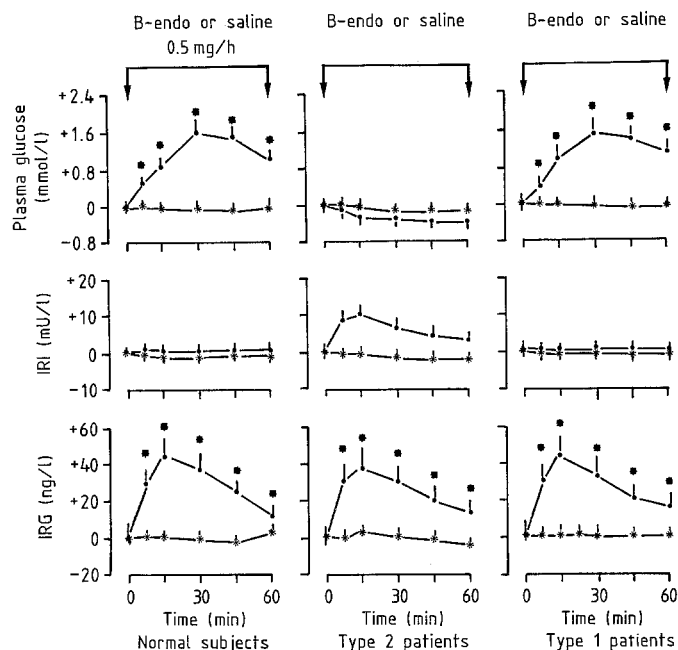 B-endo or saline B-endo or saline B-endo or saline
0.5 mg/h
Plasma glucose
(mmol/l)
+2.4
+1.6
+0.8
0
-0.8
IRI (mU/l)
+20
+10
0
-10
IRG (ng/l)
+60
+40
+20
0
-20
0 30 60 0 30 60 0 30 60
Time (min) Time (min) Time (min)
Normal subjects Type 2 patients Type 1 patients